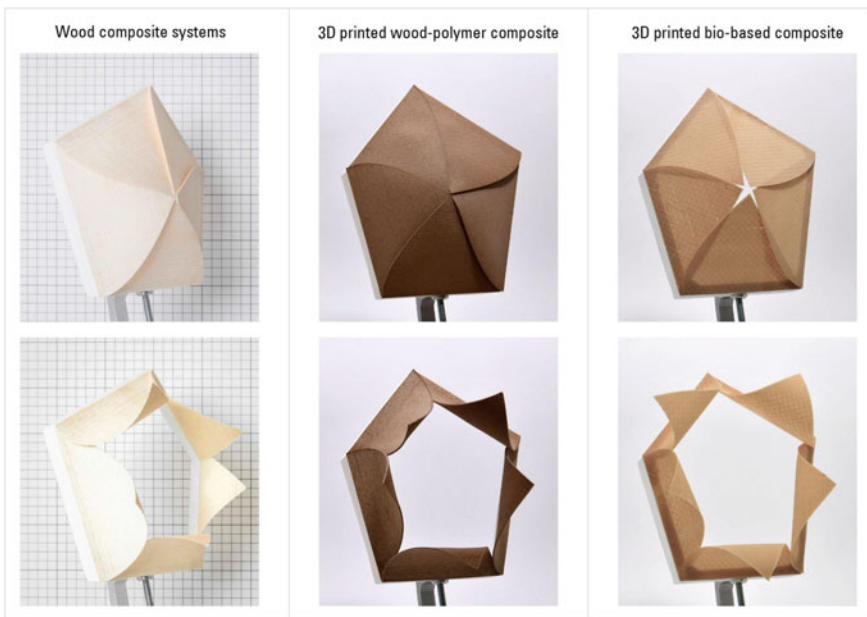 Wood composite systems
3D printed wood-polymer composite
3D printed bio-based composite